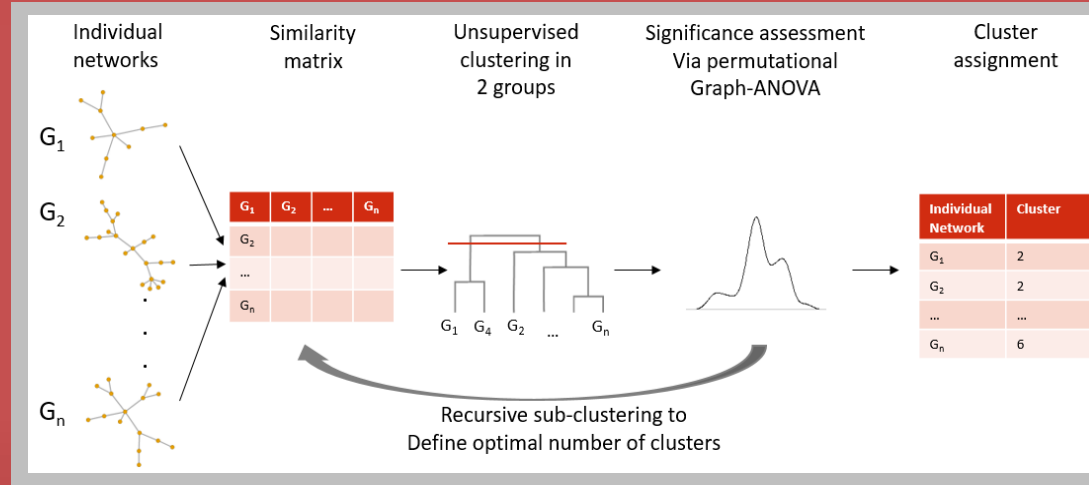 Individual
networks
Similarity
matrix
Unsupervised
clustering in
2 groups
Significance assessment
Via permutational
Graph-ANOVA
Cluster
assignment
G₁
G₂
.
.
.
Gₙ
G₁ G₂ ... Gₙ
G₂
...
Gₙ
G₁ G₄ G₂ ... Gₙ
Individual Cluster
Network
G₁ 2
G₂ 2
... ...
Gₙ 6
Recursive sub-clustering to
Define optimal number of clusters